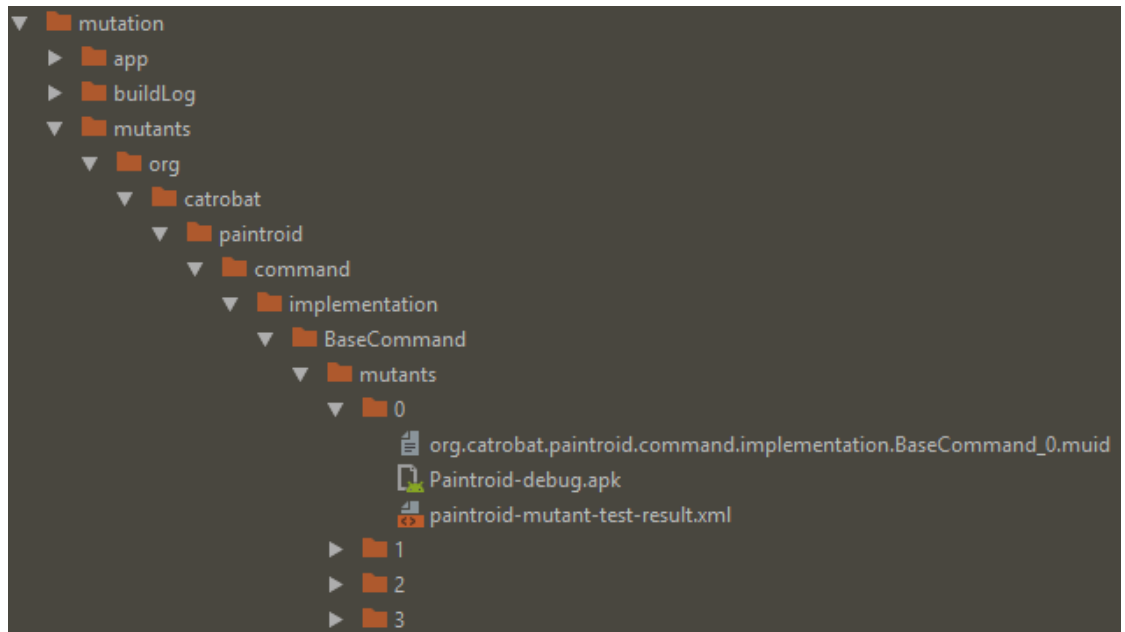 mutation
app
buildLog
mutants
org
catrobat
paintroid
command
implementation
BaseCommand
mutants
0
org.catrobat.paintroid.command.implementation.BaseCommand_0.muid
Paintroid-debug.apk
paintroid-mutant-test-result.xml
1
2
3